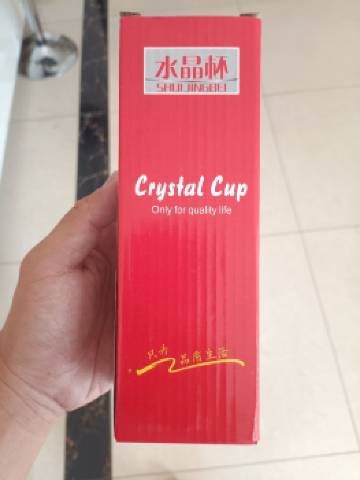 水晶杯
SHUIJINGBEI
Crystal Cup
Only for quality life
只为
品质生活